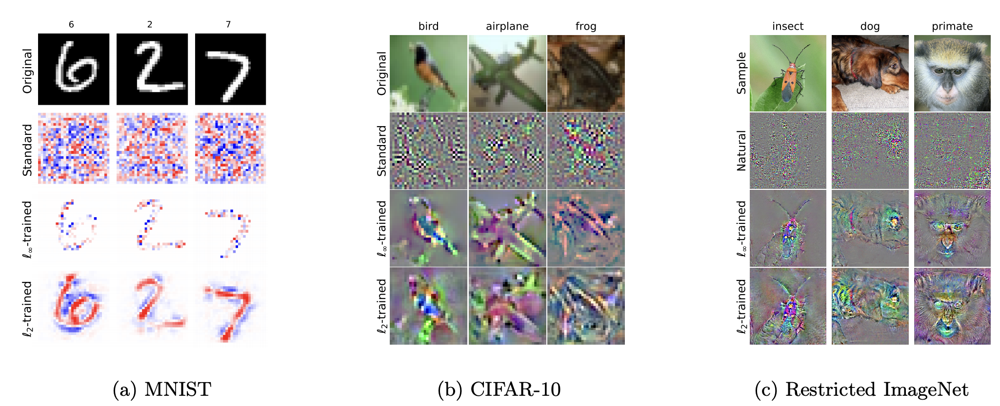 6 2 7
Original
Standard
ℓ∞-trained
ℓ2-trained
(a) MNIST
bird airplane frog
Original
Standard
ℓ∞-trained
ℓ2-trained
(b) CIFAR-10
insect dog primate
Sample
Natural
ℓ∞-trained
ℓ2-trained
(c) Restricted ImageNet